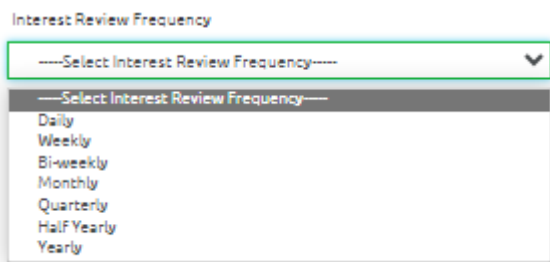 Interest Review Frequency
-----Select Interest Review Frequency-----
-----Select Interest Review Frequency-----
Daily
Weekly
Bi-weekly
Monthly
Quarterly
Half Yearly
Yearly